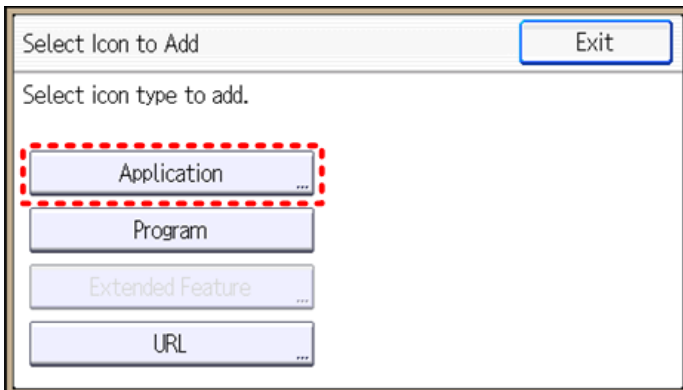 Select Icon to Add
Exit
Select icon type to add.
Application
...
Program
Extended Feature
...
URL
...